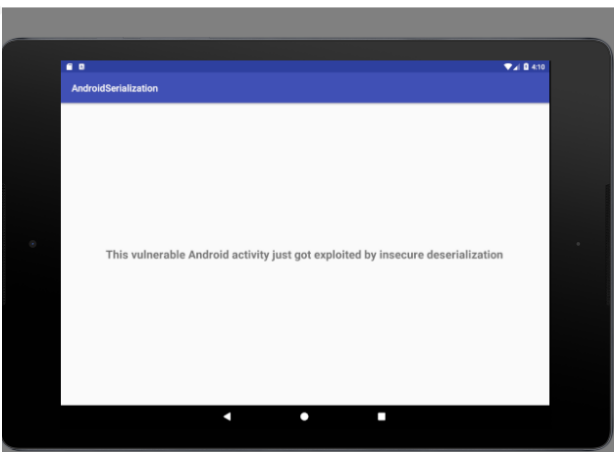 4:10
AndroidSerialization
This vulnerable Android activity just got exploited by insecure deserialization